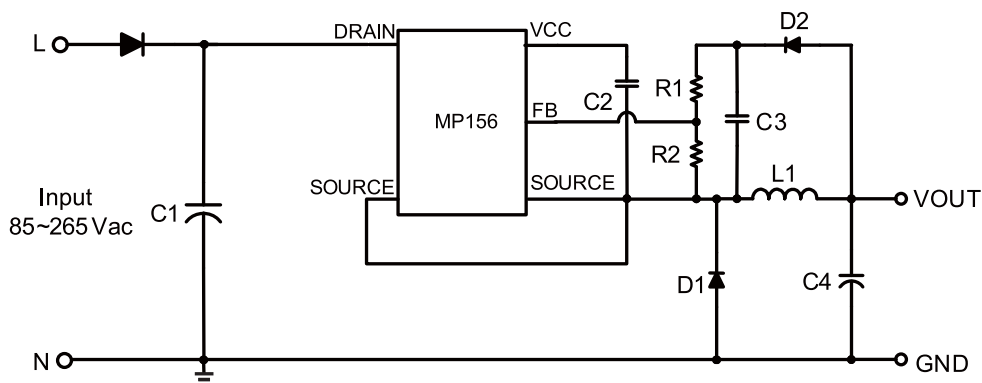 D2
L
DRAIN
VCC
R1
C2
C3
FB
MP156
R2
SOURCE
SOURCE
L1
Input
85~265Vac
C1
VOUT
D1
C4
N
GND